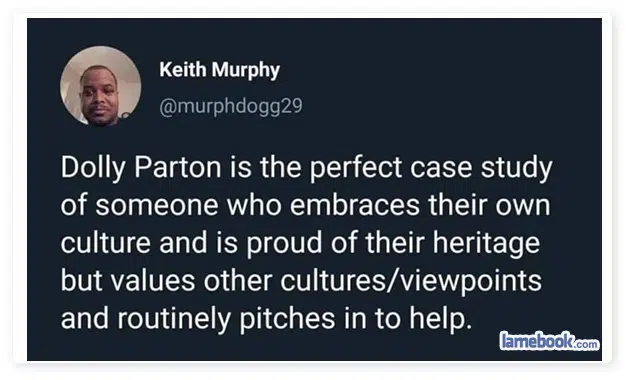 Keith Murphy
@murphdogg29
Dolly Parton is the perfect case study
of someone who embraces their own
culture and is proud of their heritage
but values other cultures/viewpoints
and routinely pitches in to help.
lamebook.com